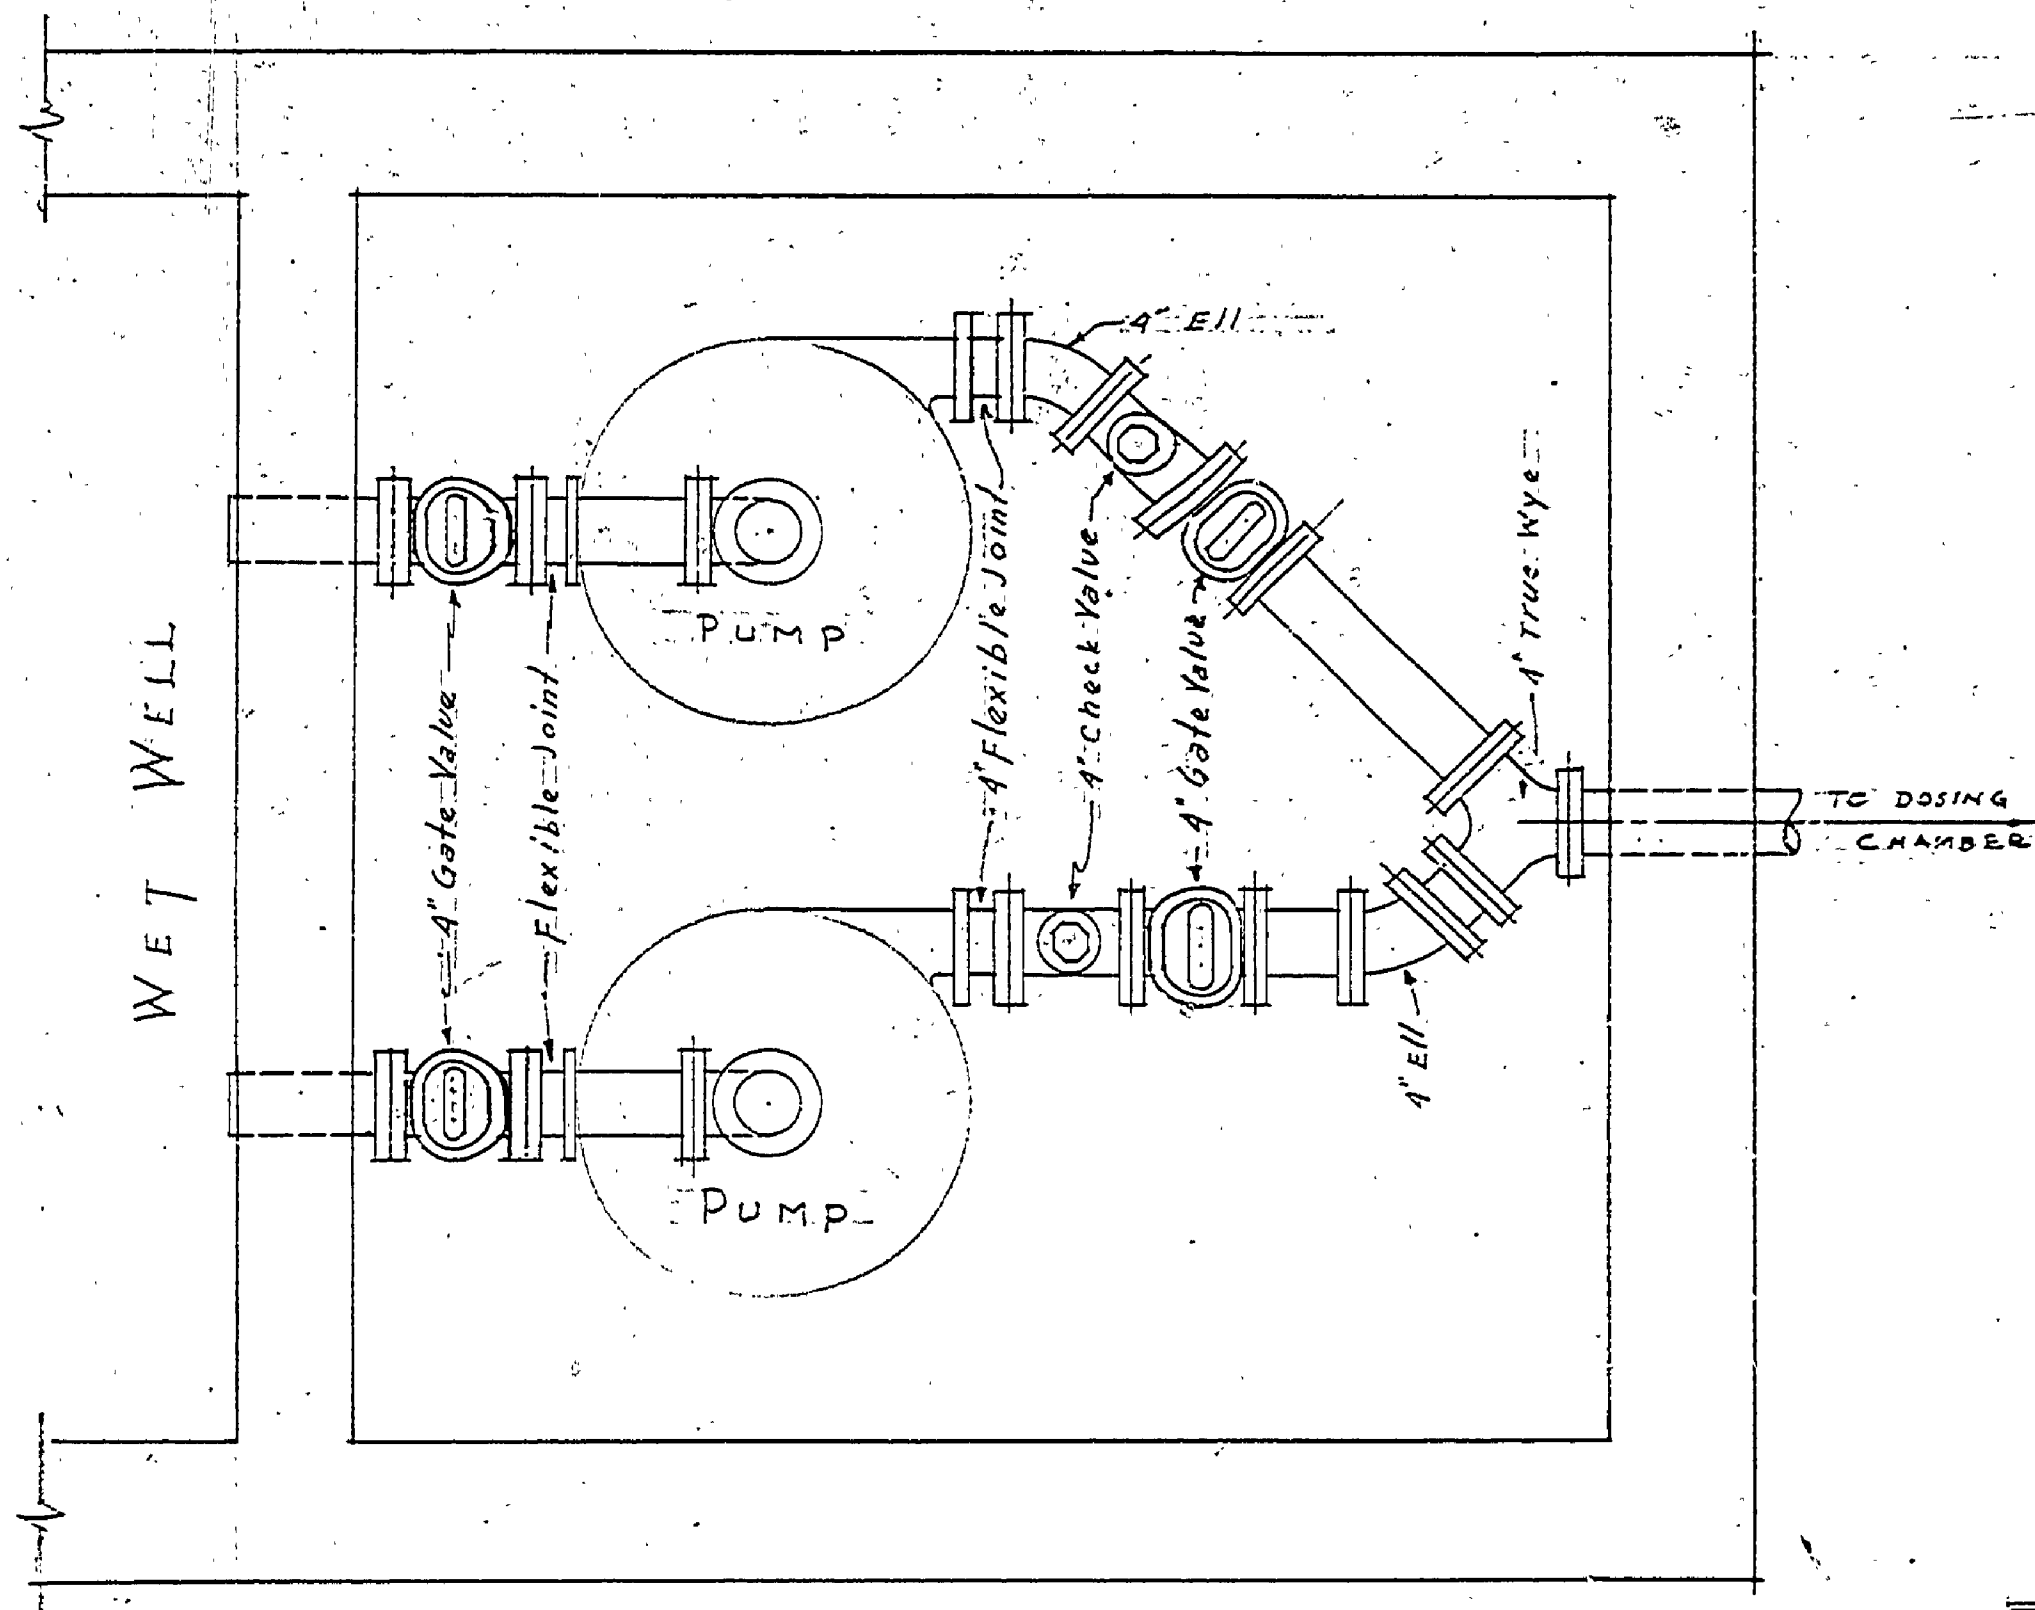 4" Ell
PUMP
WET WELL
4" Gate Valve
Flexible Joint
4" Flexible Joint
4" Check Valve
4" Gate Valve
4" True Wye
TO DOSING
CHAMBER
4" Ell
PUMP